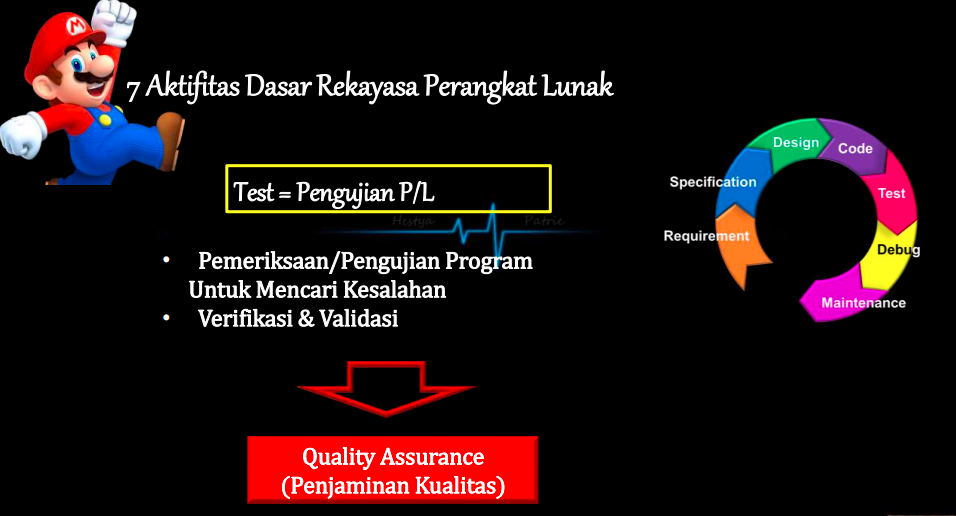 7 Aktifitas Dasar Rekayasa Perangkat Lunak
Test = Pengujian P/L
Hestya Patrie
• Pemeriksaan/Pengujian Program
Untuk Mencari Kesalahan
• Verifikasi & Validasi
Quality Assurance
(Penjaminan Kualitas)
Requirement
Specification
Design
Code
Test
Debug
Maintenance
M